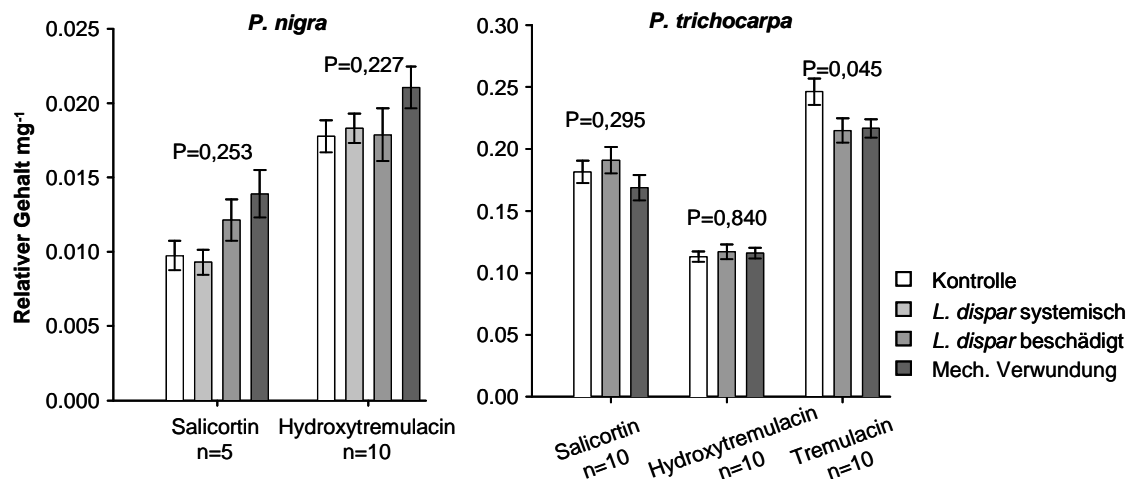 P. nigra
P. trichocarpa
Relativer Gehalt mg⁻¹
0.025
0.020
0.015
0.010
0.005
0.000
P=0,253
P=0,227
Salicortin
n=5
Hydroxytremulacin
n=10
0.30
0.25
0.20
0.15
0.10
0.05
0.00
P=0,295
P=0,840
P=0,045
Salicortin
n=10
Hydroxytremulacin
n=10
Tremulacin
n=10
Kontrolle
L. dispar systemisch
L. dispar beschädigt
Mech. Verwundung